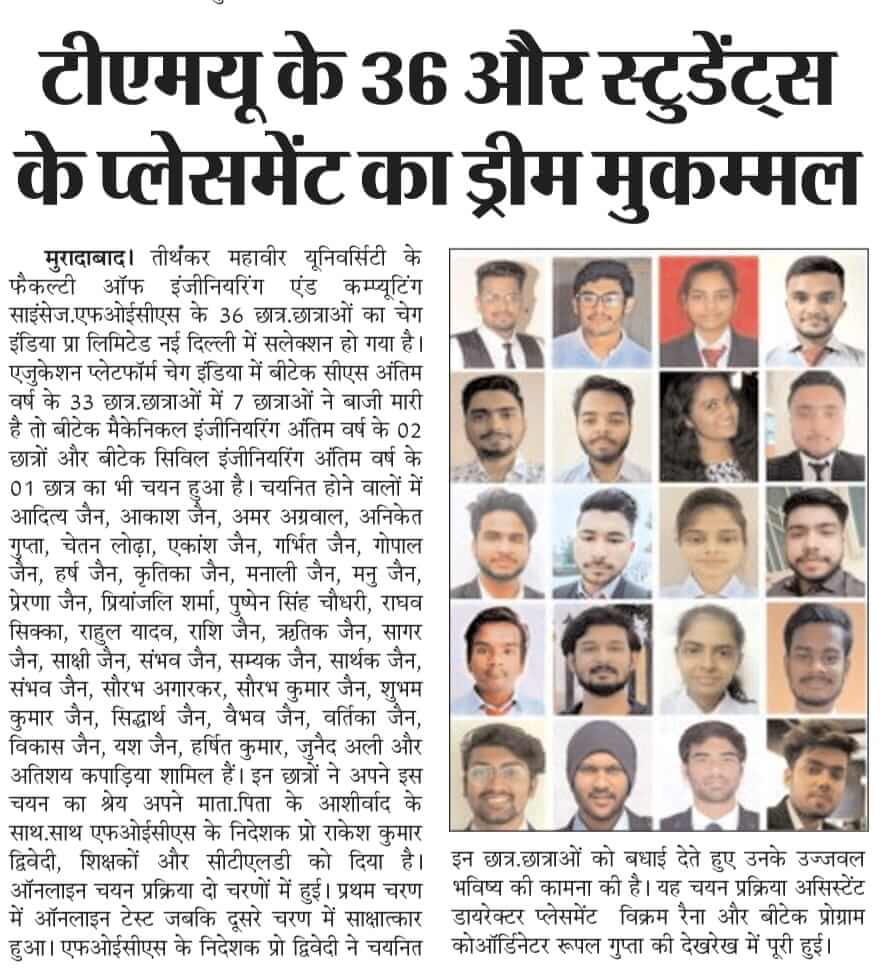 टीएमयू के 36 और स्टुडेंट्स
के प्लेसमेंट का ड्रीम मुकम्मल
मुरादाबाद। तीर्थंकर महावीर यूनिवर्सिटी के
फैकल्टी ऑफ इंजीनियरिंग एंड कम्प्यूटिंग
साइंसेज.एफओईसीएस के 36 छात्र.छात्राओं का चेग
इंडिया प्रा लिमिटेड नई दिल्ली में सलेक्शन हो गया है।
एजुकेशन प्लेटफॉर्म चेग इंडिया में बीटेक सीएस अंतिम
वर्ष के 33 छात्र.छात्राओं में 7 छात्राओं ने बाजी मारी
है तो बीटेक मैकेनिकल इंजीनियरिंग अंतिम वर्ष के 02
छात्रों और बीटेक सिविल इंजीनियरिंग अंतिम वर्ष के
01 छात्र का भी चयन हुआ है। चयनित होने वालों में
आदित्य जैन, आकाश जैन, अमर अग्रवाल, अनिकेत
गुप्ता, चेतन लोढ़ा, एकांश जैन, गर्भित जैन, गोपाल
जैन, हर्ष जैन, कृतिका जैन, मनाली जैन, मनु जैन,
प्रेरणा जैन, प्रियांजलि शर्मा, पुष्पेन सिंह चौधरी, राघव
सिक्का, राहुल यादव, राशि जैन, ऋतिक जैन, सागर
जैन, साक्षी जैन, संभव जैन, सम्यक जैन, सार्थक जैन,
संभव जैन, सौरभ अगारकर, सौरभ कुमार जैन, शुभम
कुमार जैन, सिद्धार्थ जैन, वैभव जैन, वर्तिका जैन,
विकास जैन, यश जैन, हर्षित कुमार, जुनैद अली और
अतिशय कपाड़िया शामिल हैं। इन छात्रों ने अपने इस
चयन का श्रेय अपने माता.पिता के आशीर्वाद के
साथ.साथ एफओईसीएस के निदेशक प्रो राकेश कुमार
द्विवेदी, शिक्षकों और सीटीएलडी को दिया है।
ऑनलाइन चयन प्रक्रिया दो चरणों में हुई। प्रथम चरण
में ऑनलाइन टेस्ट जबकि दूसरे चरण में साक्षात्कार
हुआ। एफओईसीएस के निदेशक प्रो द्विवेदी ने चयनित
इन छात्र.छात्राओं को बधाई देते हुए उनके उज्जवल
भविष्य की कामना की है। यह चयन प्रक्रिया असिस्टेंट
डायरेक्टर प्लेसमेंट विक्रम रैना और बीटेक प्रोग्राम
कोऑर्डिनेटर रूपल गुप्ता की देखरेख में पूरी हुई।